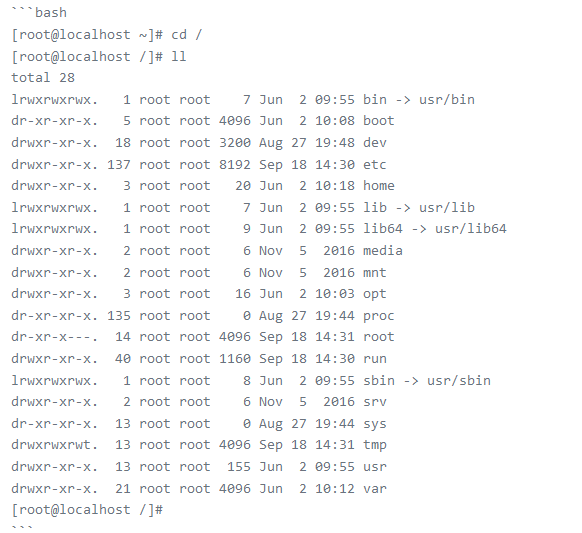 ```bash
[root@localhost ~]# cd /
[root@localhost /]# ll
total 28
lrwxrwxrwx.   1 root root    7 Jun  2 09:55 bin -> usr/bin
dr-xr-xr-x.   5 root root 4096 Jun  2 10:08 boot
drwxr-xr-x.  18 root root 3200 Aug 27 19:48 dev
drwxr-xr-x. 137 root root 8192 Sep 18 14:30 etc
drwxr-xr-x.   3 root root   20 Jun  2 10:18 home
lrwxrwxrwx.   1 root root    7 Jun  2 09:55 lib -> usr/lib
lrwxrwxrwx.   1 root root    9 Jun  2 09:55 lib64 -> usr/lib64
drwxr-xr-x.   2 root root    6 Nov  5  2016 media
drwxr-xr-x.   2 root root    6 Nov  5  2016 mnt
drwxr-xr-x.   3 root root   16 Jun  2 10:03 opt
dr-xr-xr-x. 135 root root    0 Aug 27 19:44 proc
dr-xr-x---.  14 root root 4096 Sep 18 14:31 root
drwxr-xr-x.  40 root root 1160 Sep 18 14:30 run
lrwxrwxrwx.   1 root root    8 Jun  2 09:55 sbin -> usr/sbin
drwxr-xr-x.   2 root root    6 Nov  5  2016 srv
dr-xr-xr-x.  13 root root    0 Aug 27 19:44 sys
drwxrwxrwt.  13 root root 4096 Sep 18 14:31 tmp
drwxr-xr-x.  13 root root  155 Jun  2 09:55 usr
drwxr-xr-x.  21 root root 4096 Jun  2 10:12 var
[root@localhost /]#
```